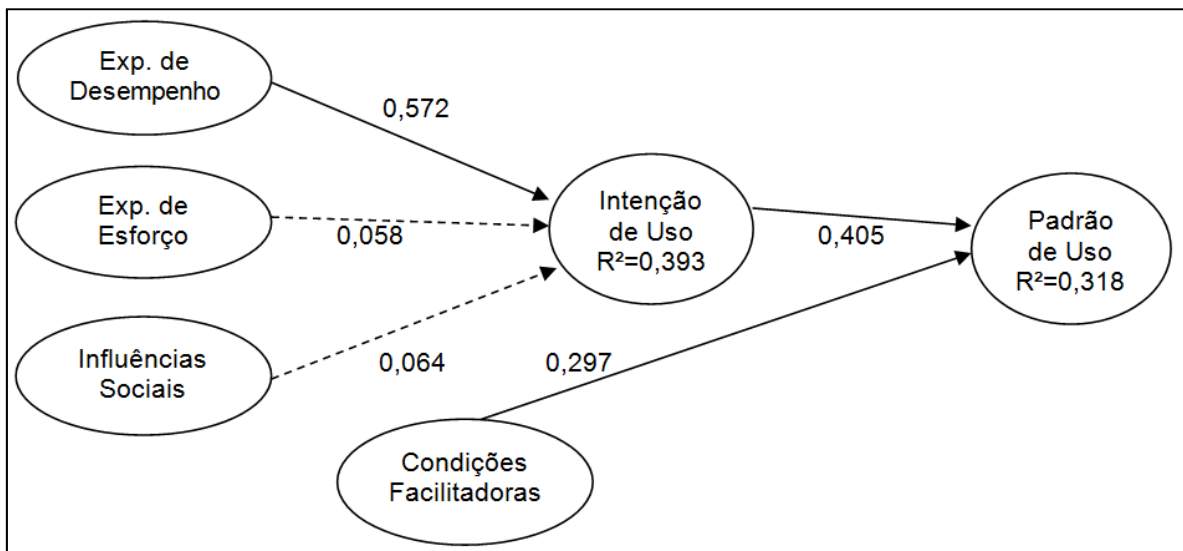 Exp. de
Desempenho
0,572
Exp. de
Esforço
0,058
Influências
Sociais
0,064
Intenção
de Uso
R²=0,393
0,405
Padrão
de Uso
R²=0,318
0,297
Condições
Facilitadoras